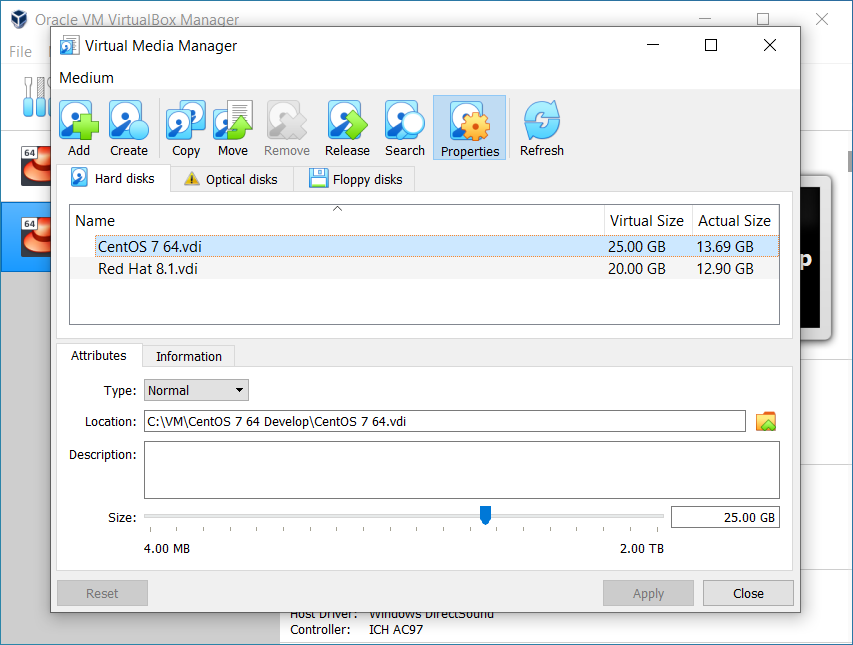 Oracle VM VirtualBox Manager
File
Virtual Media Manager
Medium
Add Create Copy Move Remove Release Search Properties Refresh
64
Hard disks Optical disks Floppy disks
Name Virtual Size Actual Size
64
CentOS 7 64.vdi 25.00 GB 13.69 GB
Red Hat 8.1.vdi 20.00 GB 12.90 GB
p
Attributes Information
Type: Normal
Location: C:\VM\CentOS 7 64 Develop\CentOS 7 64.vdi
Description:
Size: 25.00 GB
4.00 MB 2.00 TB
Reset Apply Close
Host Driver: Windows DirectSound
Controller: ICH AC97